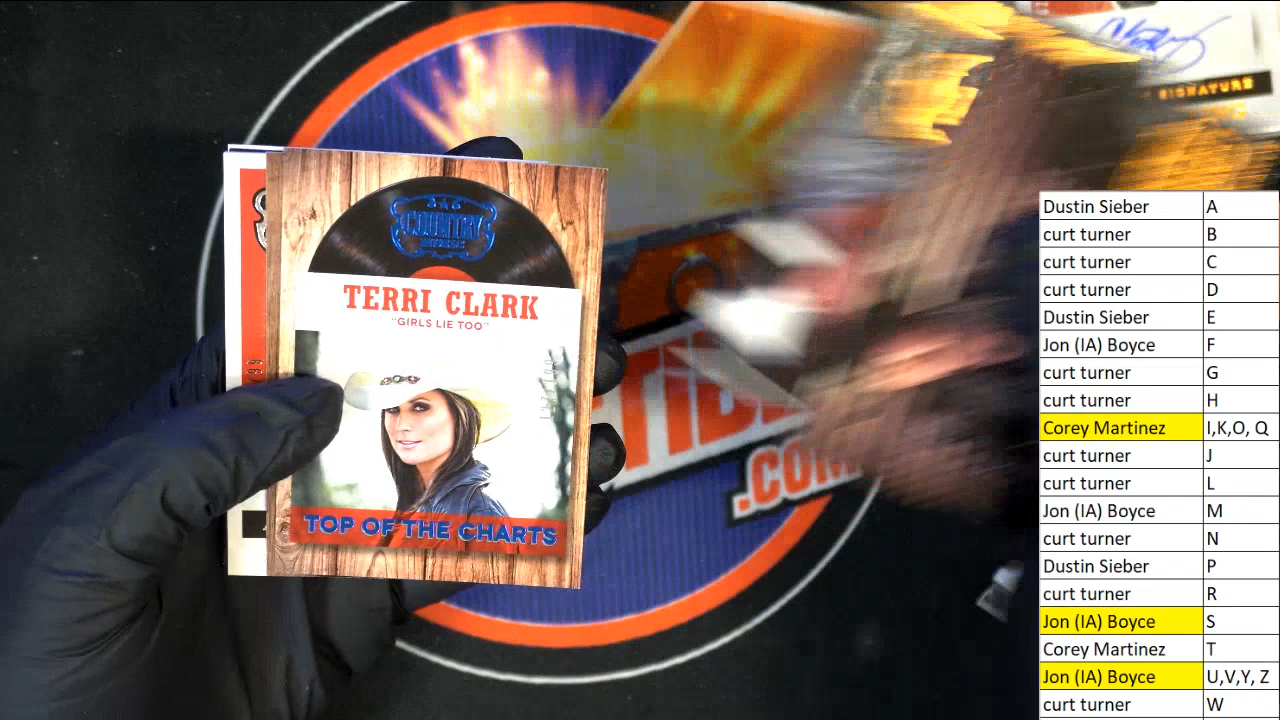 SIGNATURE
COUNTRY
TERRI CLARK
"GIRLS LIE TOO"
TOP OF THE CHARTS
.COM
Dustin Sieber A
curt turner B
curt turner C
curt turner D
Dustin Sieber E
Jon (IA) Boyce F
curt turner G
curt turner H
Corey Martinez I,K,O, Q
curt turner J
curt turner L
Jon (IA) Boyce M
curt turner N
Dustin Sieber P
curt turner R
Jon (IA) Boyce S
Corey Martinez T
Jon (IA) Boyce U,V,Y, Z
curt turner W